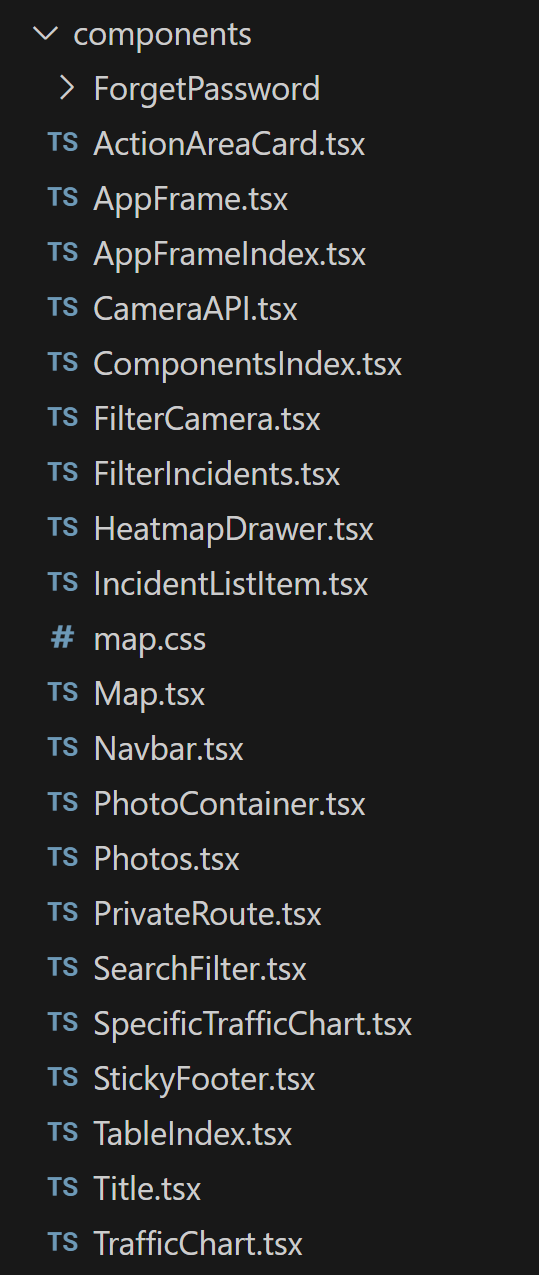 components
ForgetPassword
TS ActionAreaCard.tsx
TS AppFrame.tsx
TS AppFrameIndex.tsx
TS CameraAPI.tsx
TS ComponentsIndex.tsx
TS FilterCamera.tsx
TS FilterIncidents.tsx
TS HeatmapDrawer.tsx
TS IncidentListItem.tsx
# map.css
TS Map.tsx
TS Navbar.tsx
TS PhotoContainer.tsx
TS Photos.tsx
TS PrivateRoute.tsx
TS SearchFilter.tsx
TS SpecificTrafficChart.tsx
TS StickyFooter.tsx
TS TableIndex.tsx
TS Title.tsx
TS TrafficChart.tsx